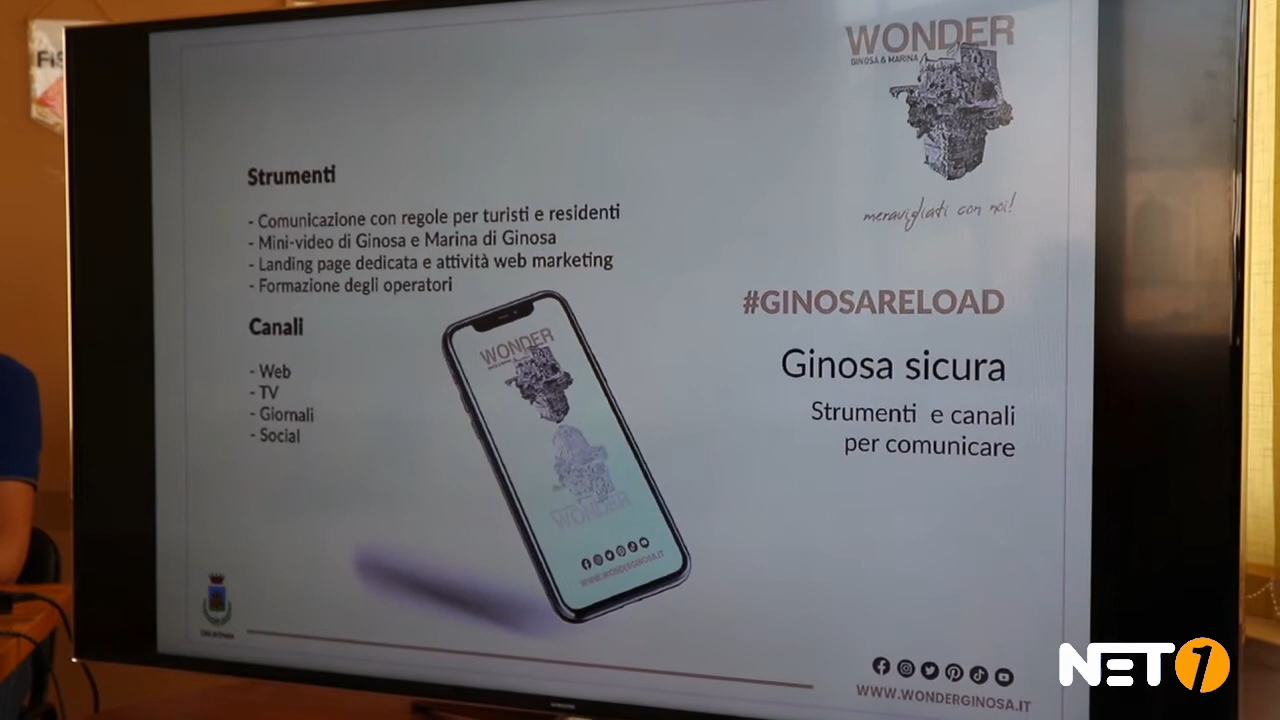 WONDER
GINOSA & MARINA
meravigliati con noi!
Strumenti
- Comunicazione con regole per turisti e residenti
- Mini-video di Ginosa e Marina di Ginosa
- Landing page dedicata e attività web marketing
- Formazione degli operatori
Canali
- Web
- TV
- Giornali
- Social
#GINOSARELOAD
Ginosa sicura
Strumenti e canali
per comunicare
WONDER
WONDER
WWW.WONDERGINOSA.IT
WWW.WONDERGINOSA.IT
NET1